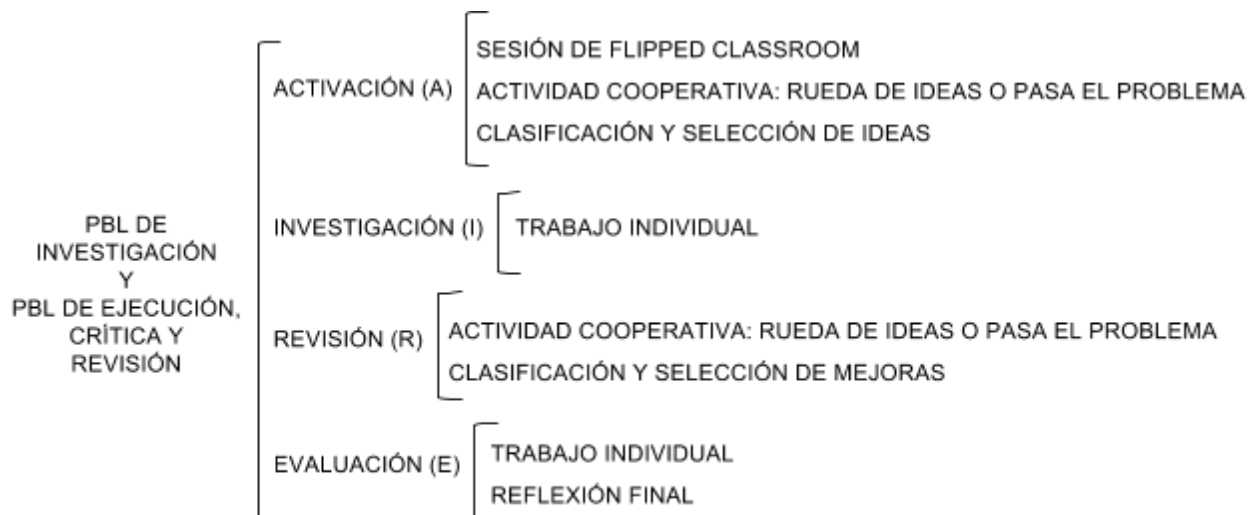 PBL DE
INVESTIGACIÓN
Y
PBL DE EJECUCIÓN,
CRÍTICA Y
REVISIÓN
ACTIVACIÓN (A)
SESIÓN DE FLIPPED CLASSROOM
ACTIVIDAD COOPERATIVA: RUEDA DE IDEAS O PASA EL PROBLEMA
CLASIFICACIÓN Y SELECCIÓN DE IDEAS
INVESTIGACIÓN (I)
TRABAJO INDIVIDUAL
REVISIÓN (R)
ACTIVIDAD COOPERATIVA: RUEDA DE IDEAS O PASA EL PROBLEMA
CLASIFICACIÓN Y SELECCIÓN DE MEJORAS
EVALUACIÓN (E)
TRABAJO INDIVIDUAL
REFLEXIÓN FINAL